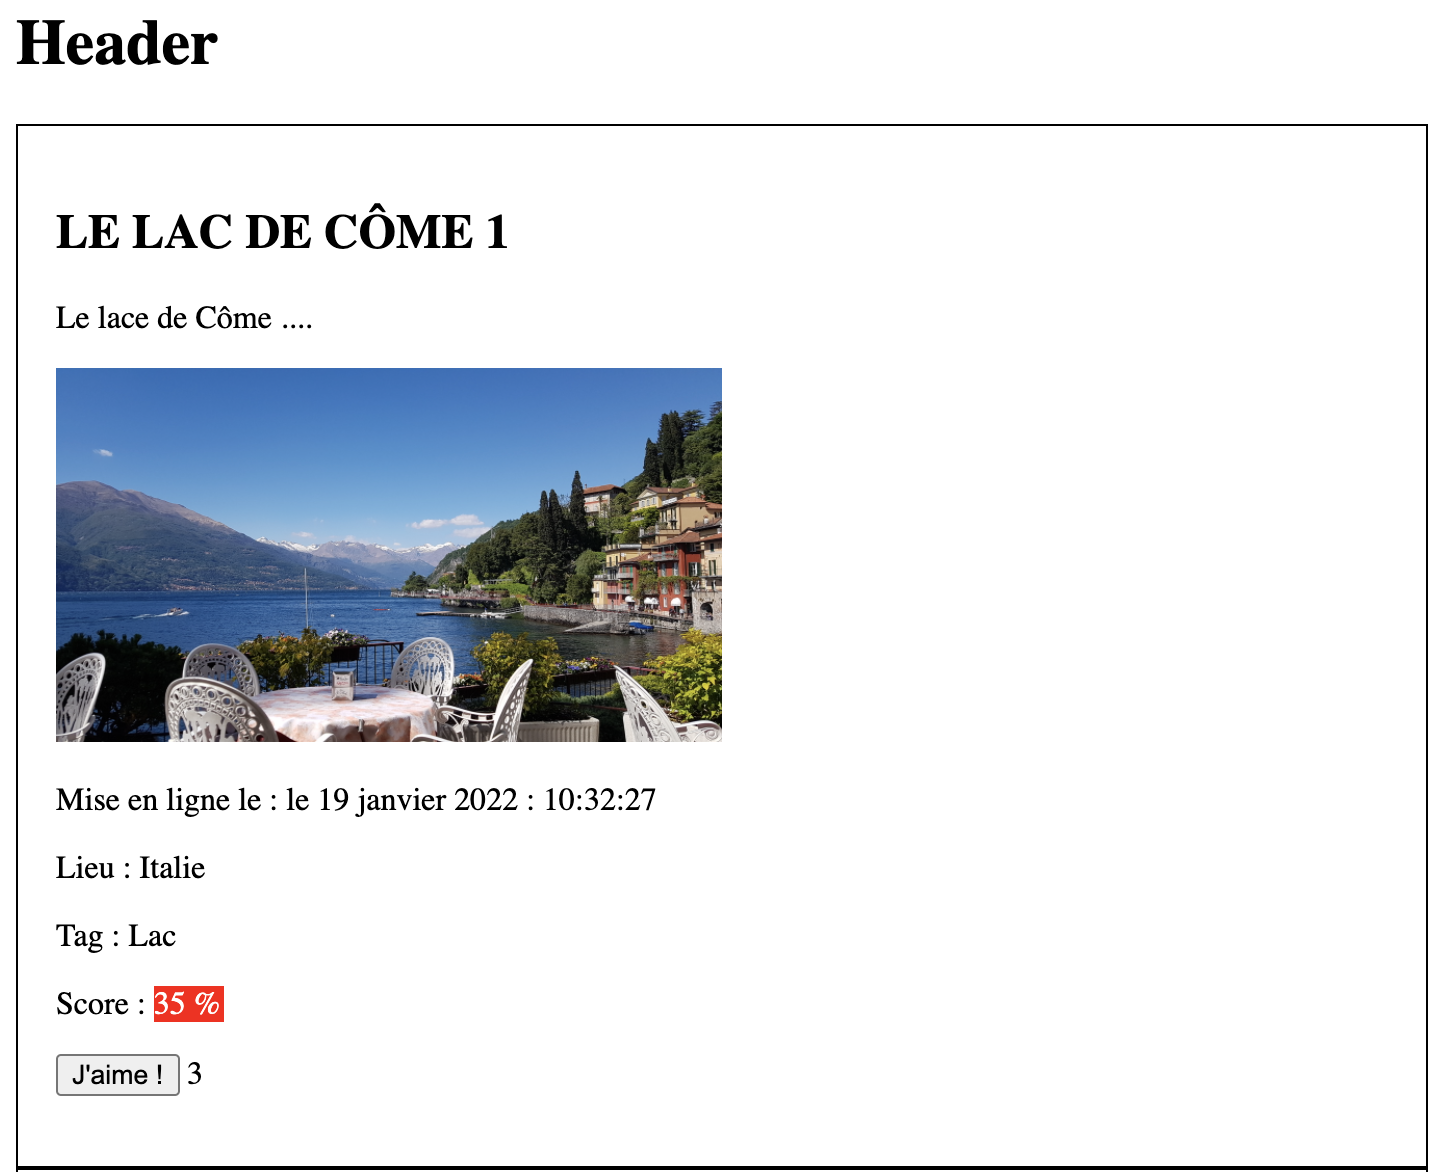 Header
LE LAC DE CÔME 1
Le lace de Côme ....
Mise en ligne le : le 19 janvier 2022 : 10:32:27
Lieu : Italie
Tag : Lac
Score : 35 %
J'aime ! 3